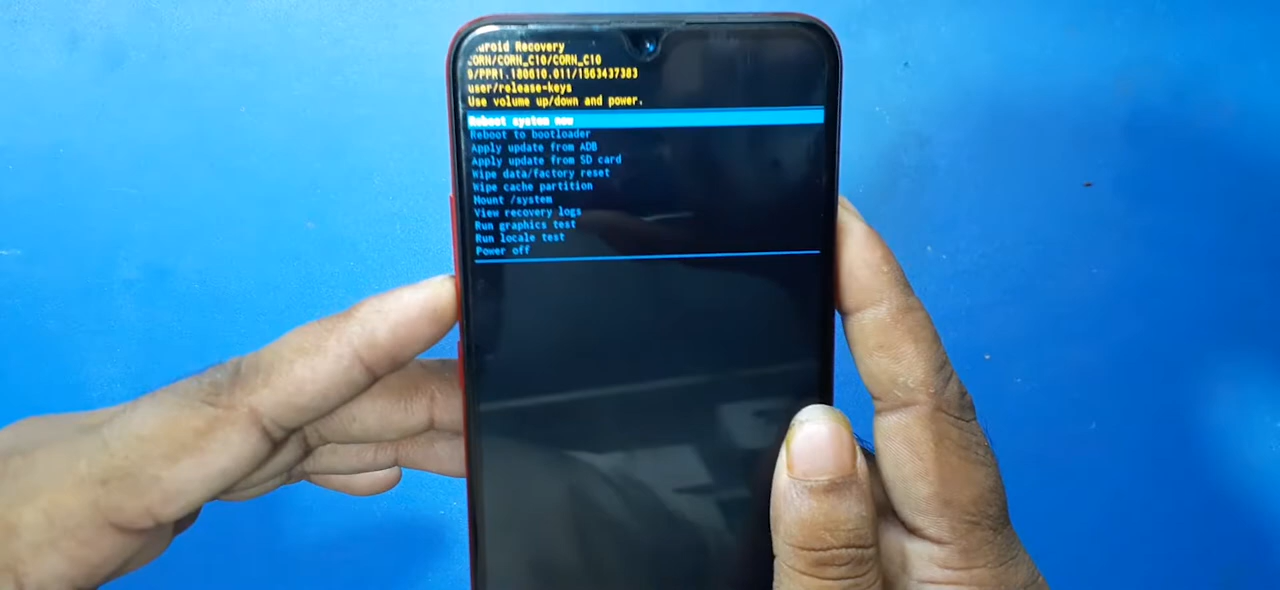 Android Recovery
CORN/CORN_C10/CORN_C10
9/PPR1.180610.011/1563437383
user/release-keys
Use volume up/down and power.
Reboot system now
Reboot to bootloader
Apply update from ADB
Apply update from SD card
Wipe data/factory reset
Wipe cache partition
Mount /system
View recovery logs
Run graphics test
Run locale test
Power off